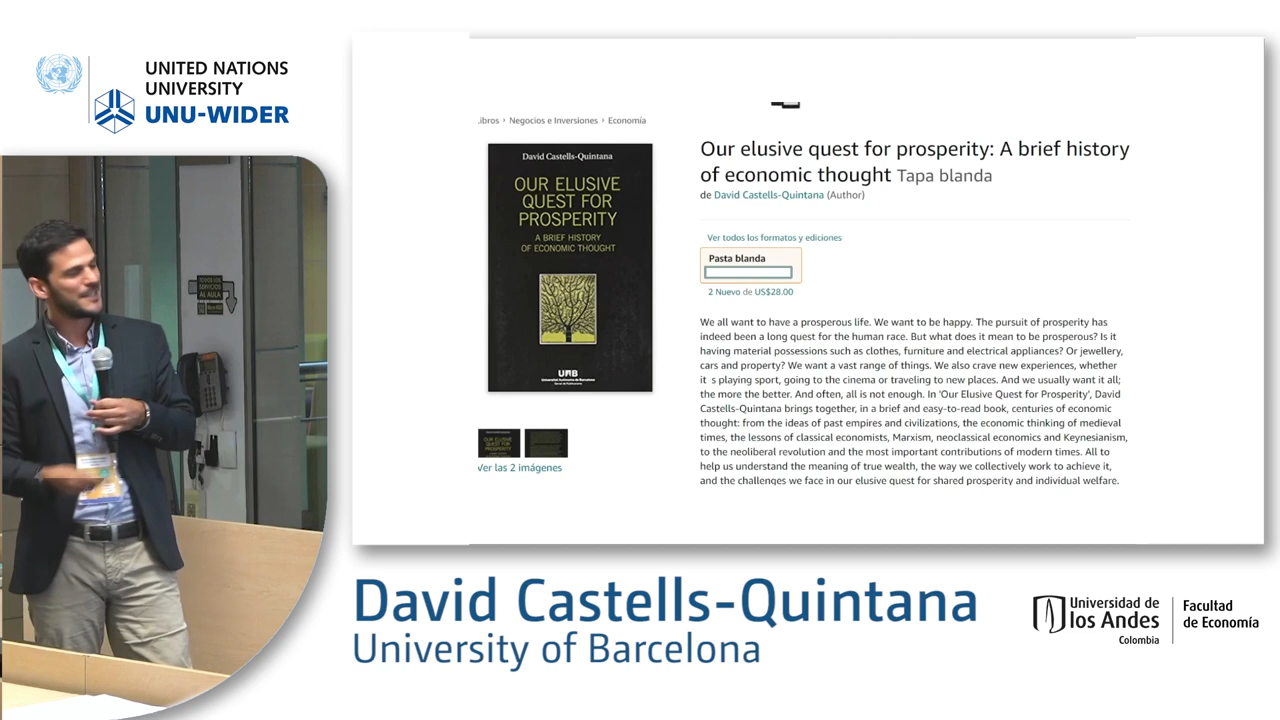 UNITED NATIONS
UNIVERSITY
UNU-WIDER
TODOS LOS
SERVICIOS
AL AULA
Libros › Negocios e Inversiones › Economía
David Castells-Quintana
OUR ELUSIVE
QUEST FOR
PROSPERITY
A BRIEF HISTORY
OF ECONOMIC THOUGHT
UAB
Universitat Autònoma de Barcelona
Ver las 2 imágenes
Our elusive quest for prosperity: A brief history
of economic thought Tapa blanda
de David Castells-Quintana (Author)
Ver todos los formatos y ediciones
Pasta blanda
2 Nuevo de US$28.00
We all want to have a prosperous life. We want to be happy. The pursuit of prosperity has
indeed been a long quest for the human race. But what does it mean to be prosperous? Is it
having material possessions such as clothes, furniture and electrical appliances? Or jewellery,
cars and property? We want a vast range of things. We also crave new experiences, whether
it s playing sport, going to the cinema or traveling to new places. And we usually want it all;
the more the better. And often, all is not enough. In 'Our Elusive Quest for Prosperity', David
Castells-Quintana brings together, in a brief and easy-to-read book, centuries of economic
thought: from the ideas of past empires and civilizations, the economic thinking of medieval
times, the lessons of classical economists, Marxism, neoclassical economics and Keynesianism,
to the neoliberal revolution and the most important contributions of modern times. All to
help us understand the meaning of true wealth, the way we collectively work to achieve it,
and the challenges we face in our elusive quest for shared prosperity and individual welfare.
David Castells-Quintana
University of Barcelona
Universidad de
los Andes
Colombia
Facultad
de Economía